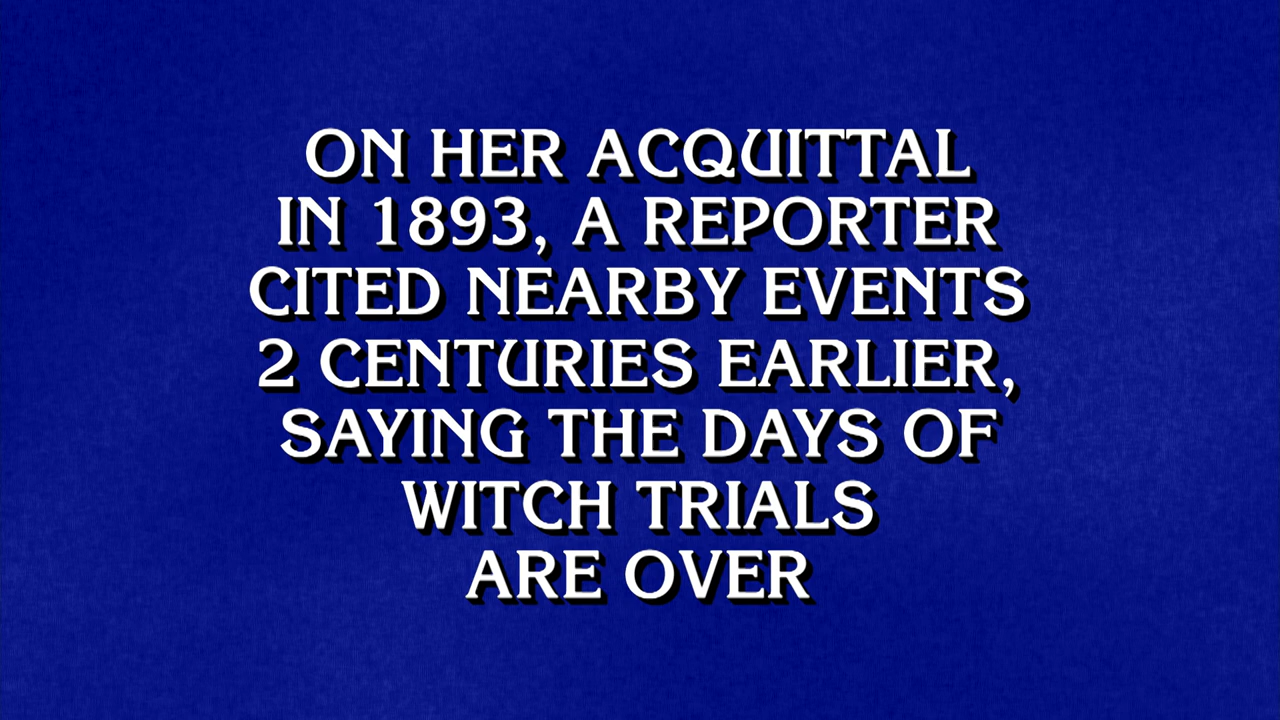 ON HER ACQUITTAL
IN 1893, A REPORTER
CITED NEARBY EVENTS
2 CENTURIES EARLIER,
SAYING THE DAYS OF
WITCH TRIALS
ARE OVER